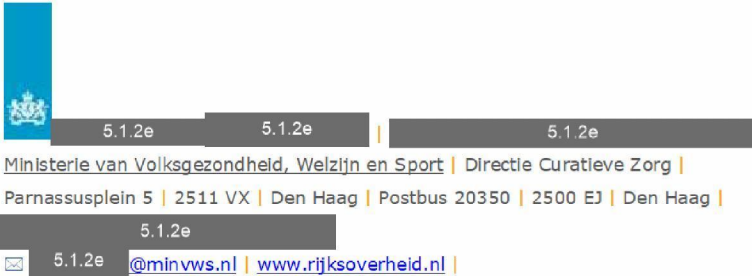 5.1.2e 5.1.2e | 5.1.2e
Ministerie van Volksgezondheid, Welzijn en Sport | Directie Curatieve Zorg |
Parnassusplein 5 | 2511 VX | Den Haag | Postbus 20350 | 2500 EJ | Den Haag |
5.1.2e
5.1.2e @minvws.nl | www.rijksoverheid.nl |